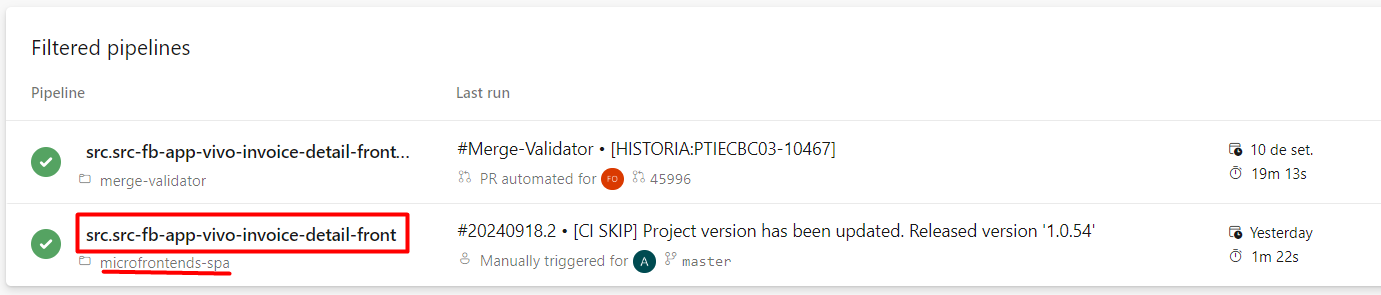 Filtered pipelines
Pipeline Last run
src.src-fb-app-vivo-invoice-detail-front... #Merge-Validator • [HISTORIA:PTIECBC03-10467] 10 de set.
merge-validator PR automated for FO 45996 19m 13s
src.src-fb-app-vivo-invoice-detail-front #20240918.2 • [CI SKIP] Project version has been updated. Released version '1.0.54' Yesterday
microfrontends-spa Manually triggered for A master 1m 22s